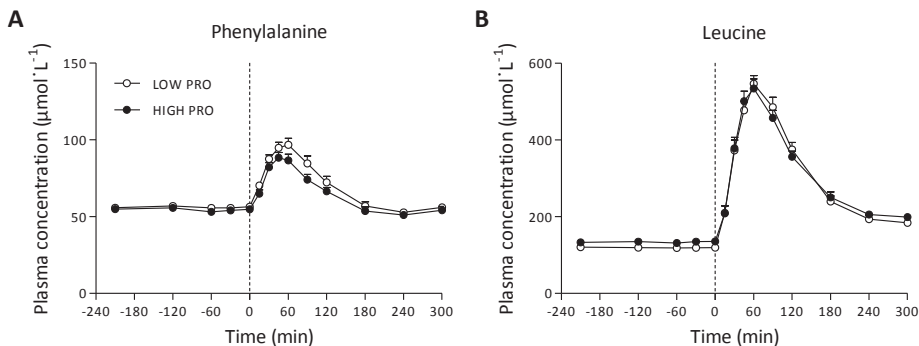 A
Phenylalanine
Plasma concentration (µmol˙L⁻¹)
150
100
50
0
LOW PRO
HIGH PRO
-240 -180 -120 -60 0 60 120 180 240 300
Time (min)
B
Leucine
Plasma concentration (µmol˙L⁻¹)
600
400
200
0
-240 -180 -120 -60 0 60 120 180 240 300
Time (min)